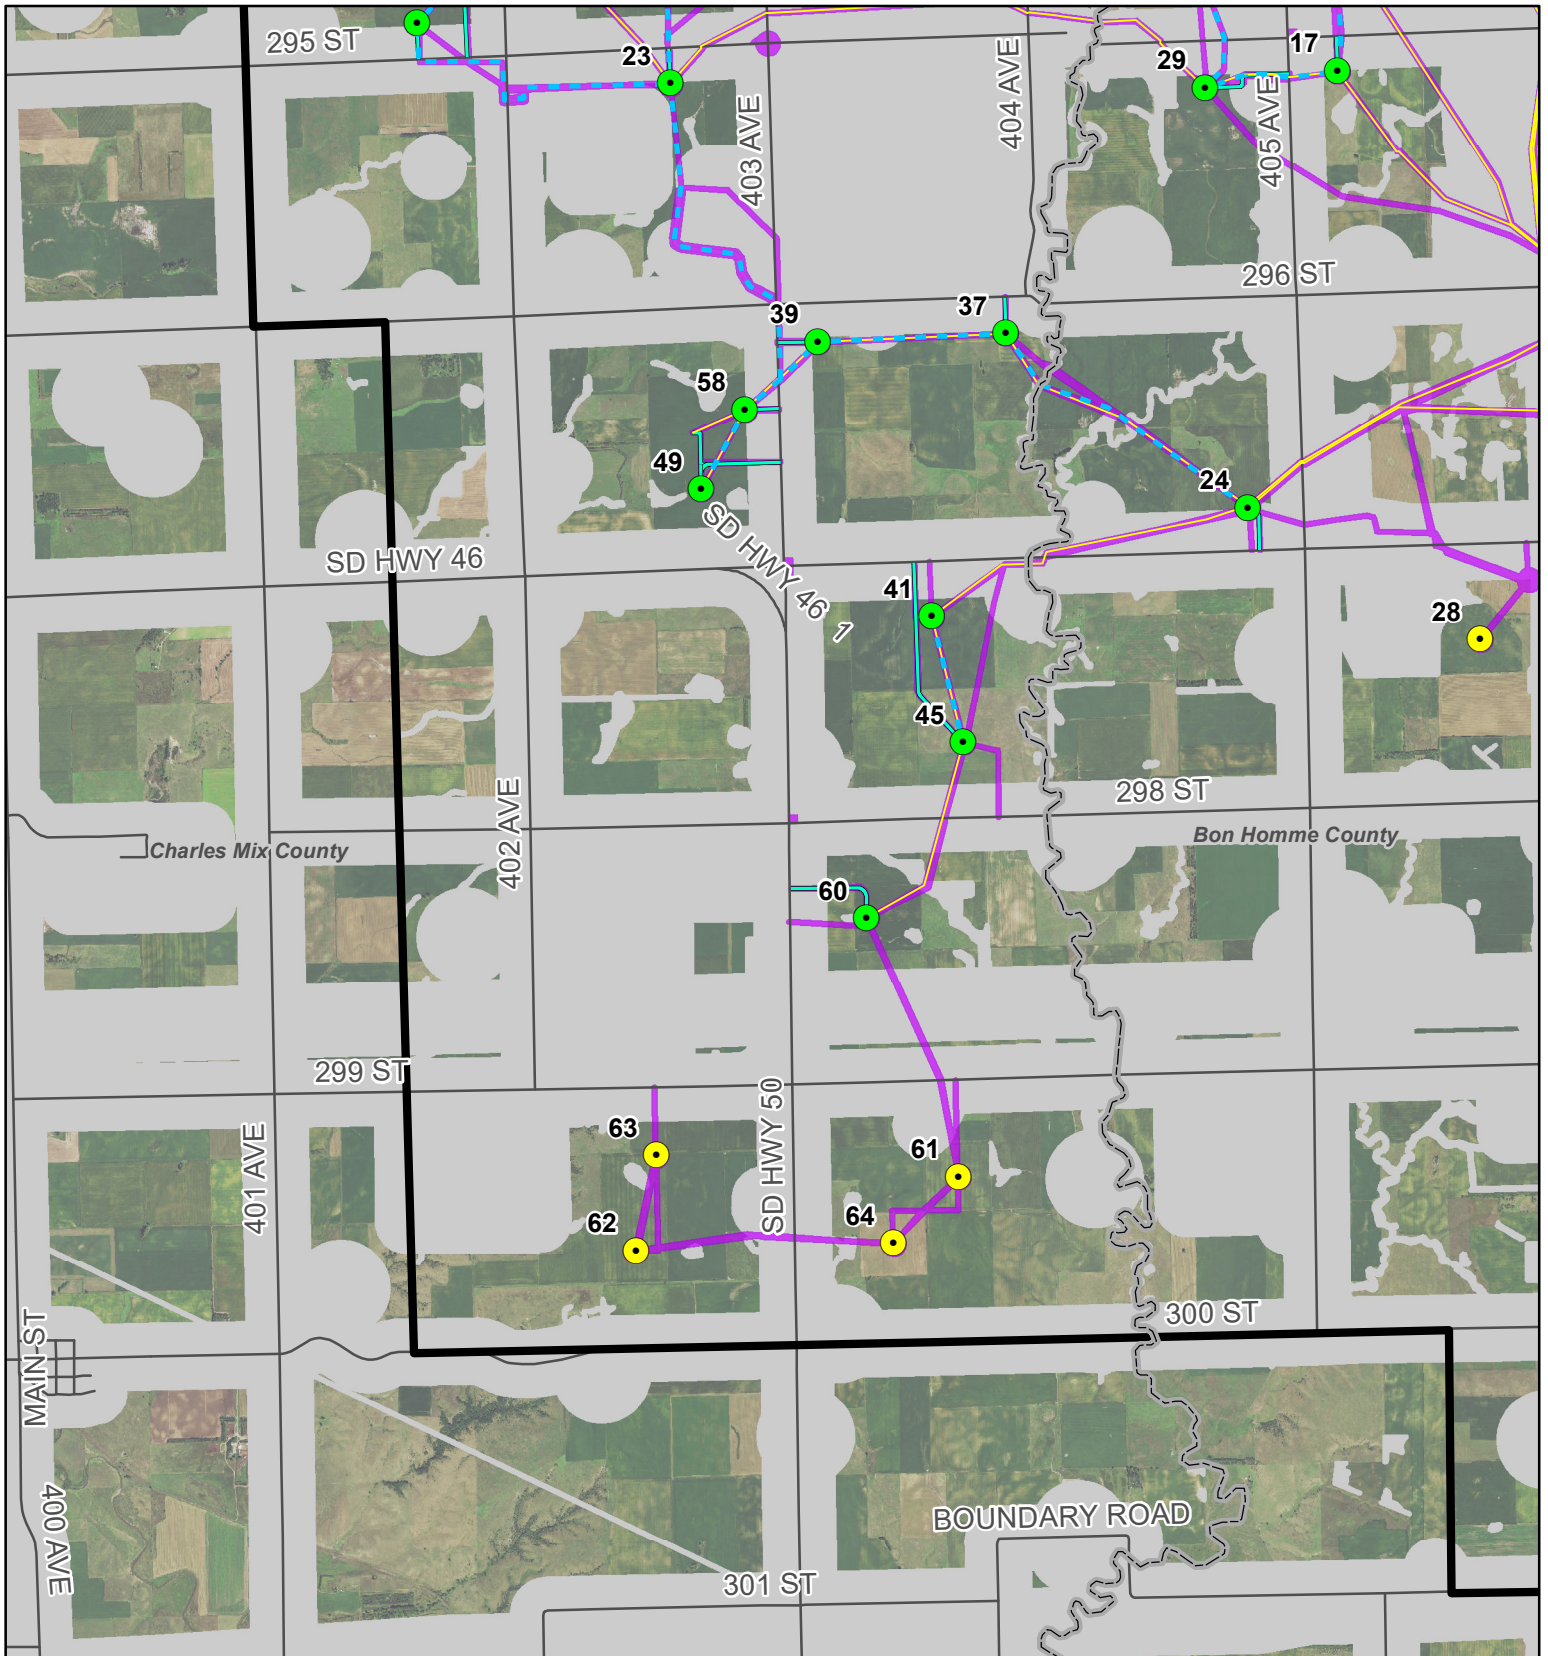 295 ST
23
403 AVE
404 AVE
29
17
405 AVE
296 ST
39
37
58
49
24
SD HWY 46
SD HWY 46
1
41
28
45
402 AVE
298 ST
Charles Mix County
Bon Homme County
60
299 ST
401 AVE
63
SD HWY 50
61
62
64
300 ST
MAIN ST
400 AVE
BOUNDARY ROAD
301 ST